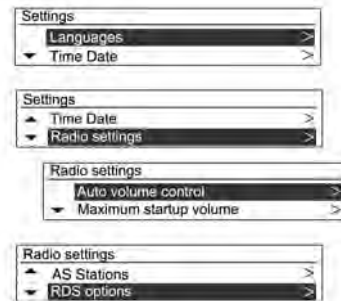 Settings
Languages >
Time Date >
Settings
Time Date >
Radio settings >
Radio settings
Auto volume control >
Maximum startup volume >
Radio settings
AS Stations >
RDS options >